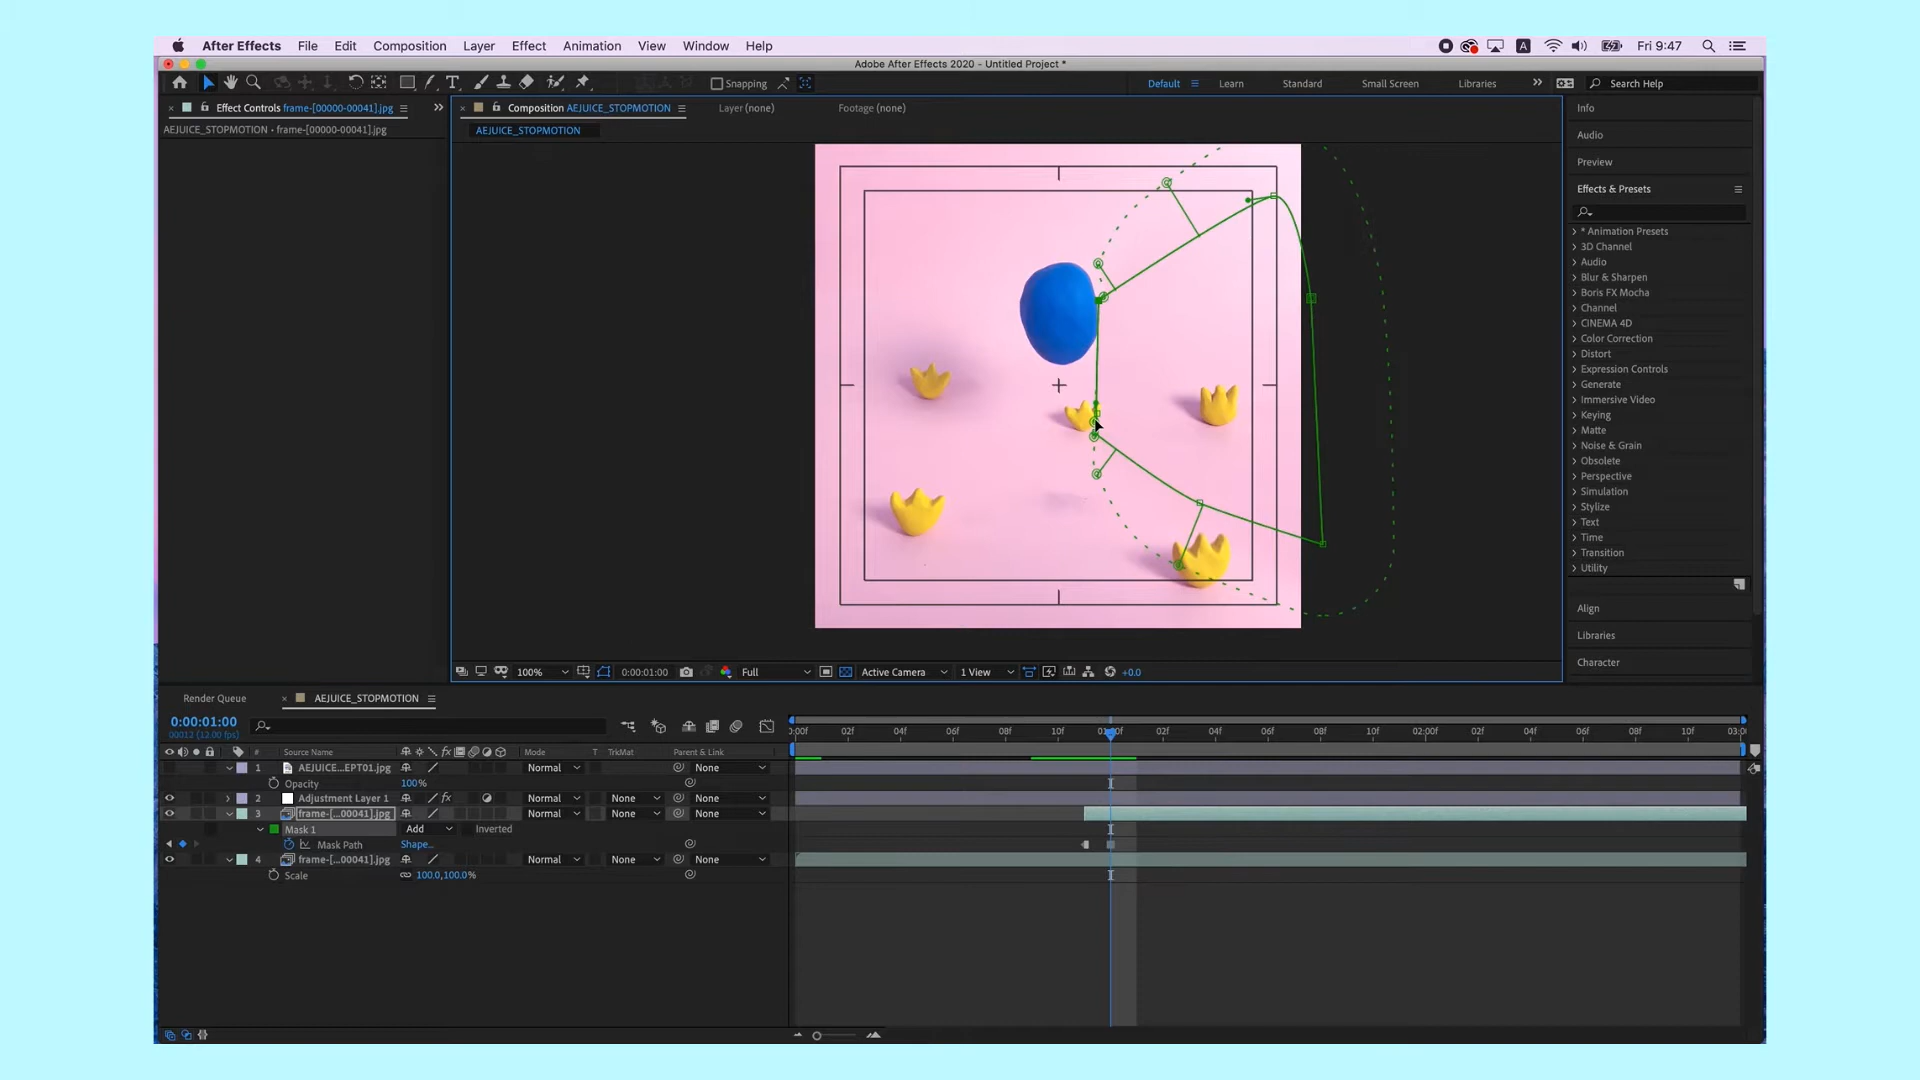 After Effects File Edit Composition Layer Effect Animation View Window Help A Fri 9:47
Adobe After Effects 2020 - Untitled Project *
T Snapping Default Learn Standard Small Screen Libraries Search Help
Effect Controls frame-[00000-00041].jpg
AEJUICE_STOPMOTION • frame-[00000-00041].jpg
Composition AEJUICE_STOPMOTION Layer (none) Footage (none)
AEJUICE_STOPMOTION
Info
Audio
Preview
Effects & Presets
* Animation Presets
3D Channel
Audio
Blur & Sharpen
Boris FX Mocha
Channel
CINEMA 4D
Color Correction
Distort
Expression Controls
Generate
Immersive Video
Keying
Matte
Noise & Grain
Obsolete
Perspective
Simulation
Stylize
Text
Time
Transition
Utility
Align
Libraries
Character
100% 0:00:01:00 Full Active Camera 1 View +0.0
Render Queue AEJUICE_STOPMOTION
0:00:01:00
00012 (12.00 fps)
:00f 02f 04f 06f 08f 10f 01:00f 02f 04f 06f 08f 10f 02:00f 02f 04f 06f 08f 10f 03:0
# Source Name fx Mode T TrkMat Parent & Link
1 AEJUICE...EPT01.jpg Normal None
Opacity 100%
2 Adjustment Layer 1 fx Normal None None
3 frame-[...00041].jpg Normal None None
Mask 1 Add Inverted
Mask Path Shape...
4 frame-[...00041].jpg Normal None None
Scale 100.0,100.0%